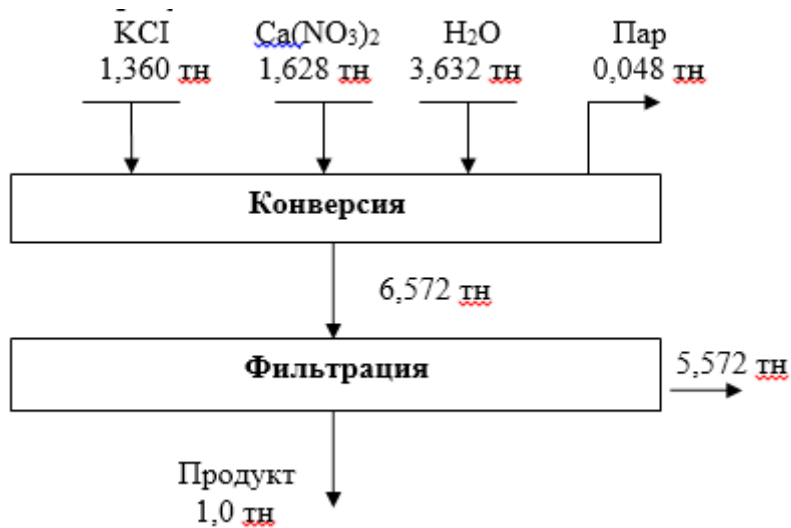 KCI Ca(NO₃)₂ H₂O Пар
1,360 тн 1,628 тн 3,632 тн 0,048 тн
Конверсия
6,572 тн
Фильтрация
5,572 тн
Продукт
1,0 тн